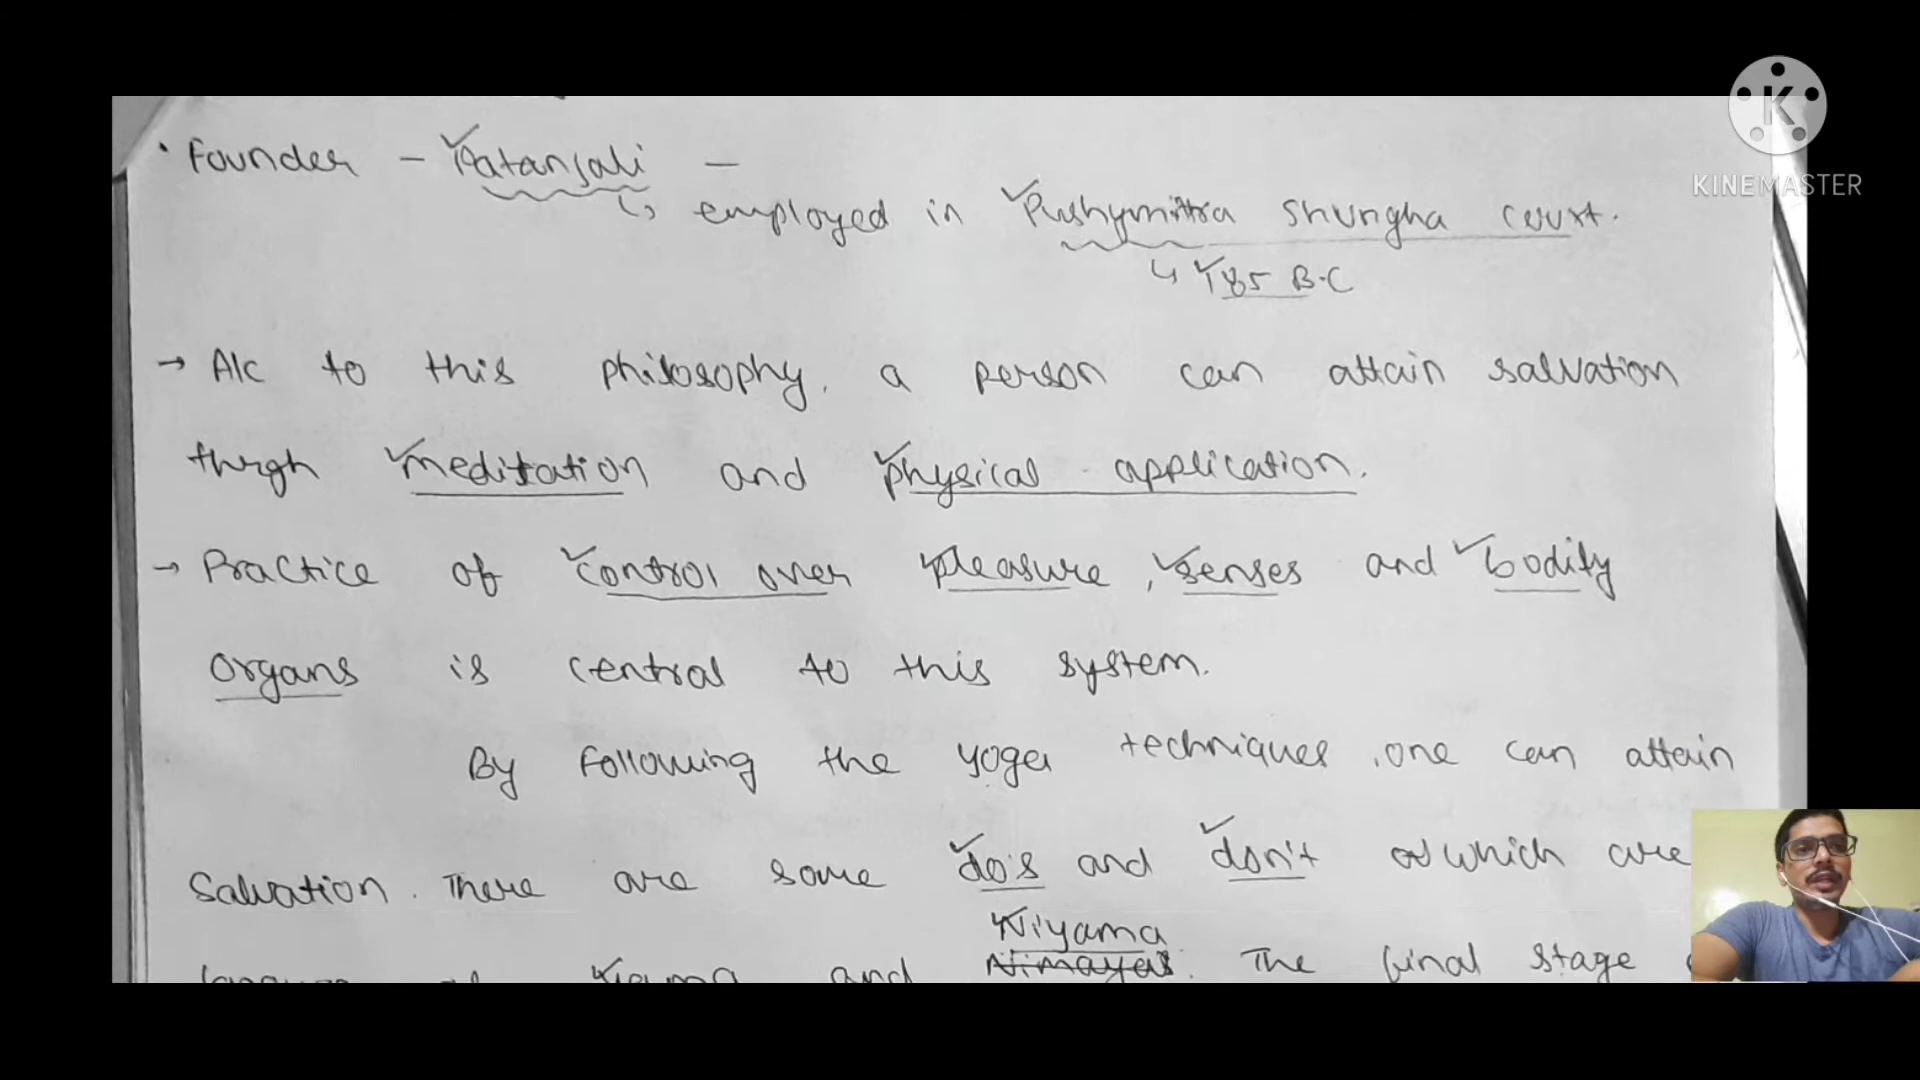 • Founder - Patanjali -
↳ employed in Pushymitra Shungha court.
↳ 185 B.C
→ A/c to this philosophy, a person can attain salvation
thrgh meditation and physical application.
→ Practice of control over pleasure, senses and bodily
organs is central to this system.
By following the yoga techniques, one can attain
salvation. There are some do's and don't which are
Niyama
and Nimayas. The final stage
K
KINEMASTER